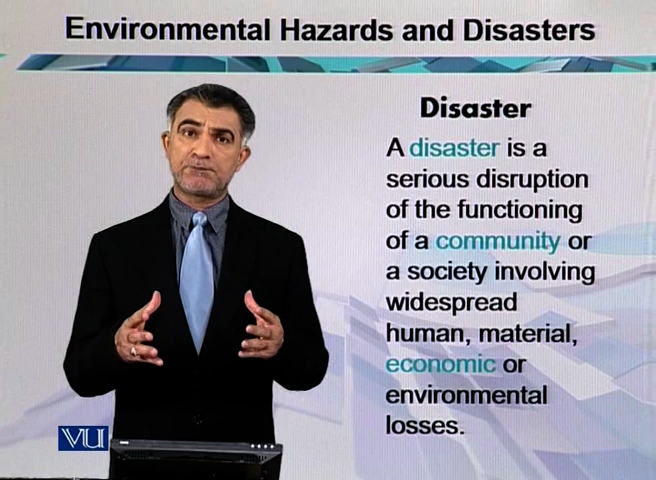 Environmental Hazards and Disasters
Disaster
A disaster is a
serious disruption
of the functioning
of a community or
a society involving
widespread
human, material,
economic or
environmental
losses.
VU